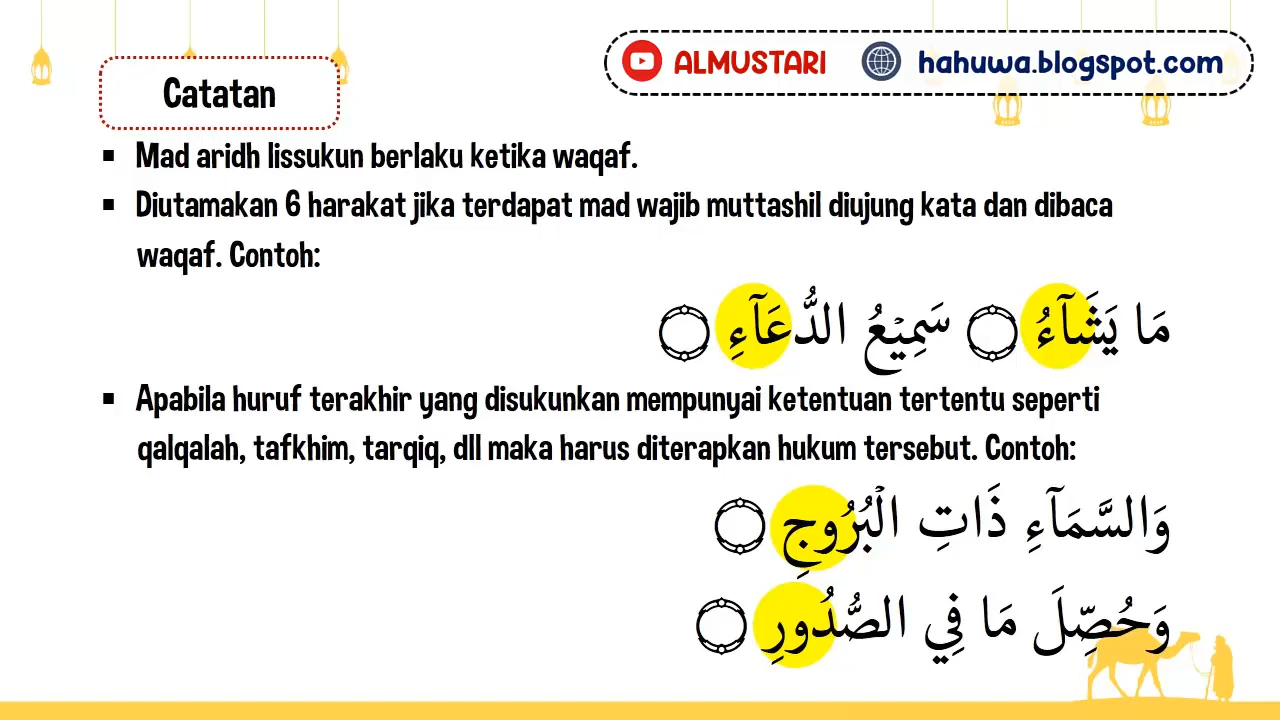 ALMUSTARI hahuwa.blogspot.com
Catatan
▪ Mad aridh lissukun berlaku ketika waqaf.
▪ Diutamakan 6 harakat jika terdapat mad wajib muttashil diujung kata dan dibaca
waqaf. Contoh:
مَا يَشَآءُ ۝ سَمِيْعُ الدُّعَآءِ ۝
▪ Apabila huruf terakhir yang disukunkan mempunyai ketentuan tertentu seperti
qalqalah, tafkhim, tarqiq, dll maka harus diterapkan hukum tersebut. Contoh:
وَالسَّمَآءِ ذَاتِ الْبُرُوجِ ۝
وَحُصِّلَ مَا فِي الصُّدُورِ ۝